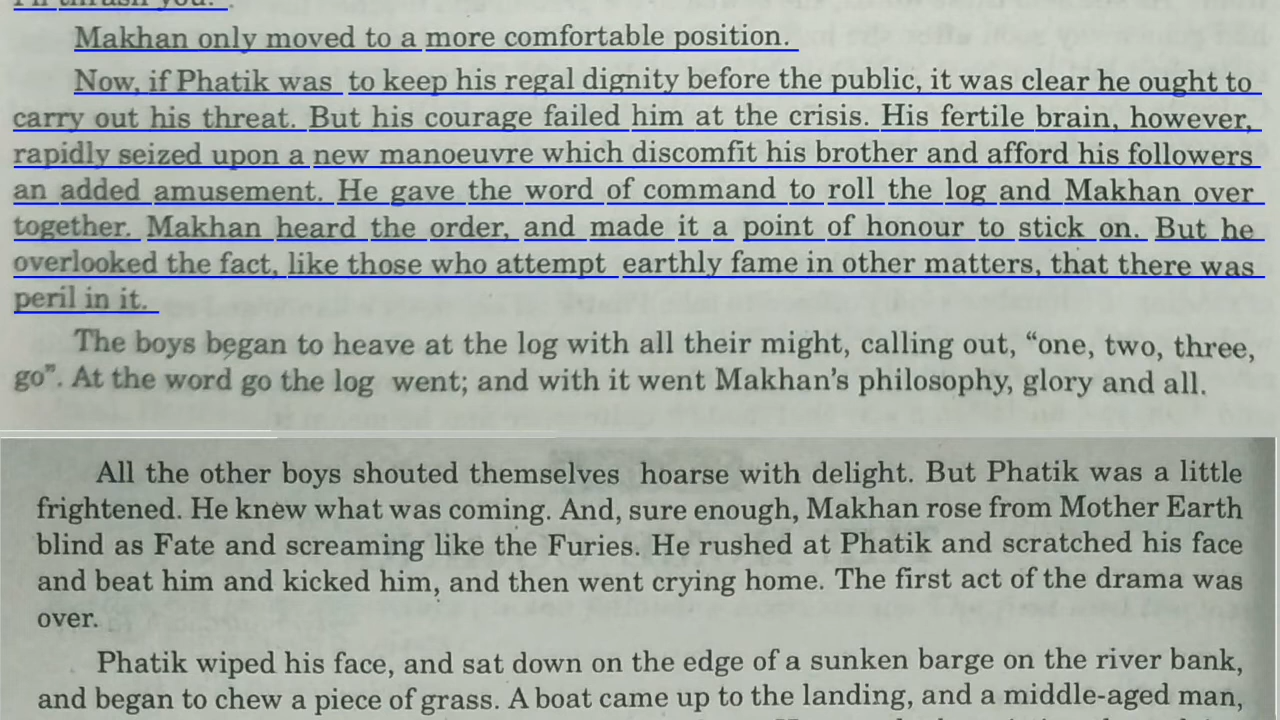 I'll thrash you."
Makhan only moved to a more comfortable position.
Now, if Phatik was to keep his regal dignity before the public, it was clear he ought to
carry out his threat. But his courage failed him at the crisis. His fertile brain, however,
rapidly seized upon a new manoeuvre which discomfit his brother and afford his followers
an added amusement. He gave the word of command to roll the log and Makhan over
together. Makhan heard the order, and made it a point of honour to stick on. But he
overlooked the fact, like those who attempt earthly fame in other matters, that there was
peril in it.
The boys began to heave at the log with all their might, calling out, “one, two, three,
go”. At the word go the log went; and with it went Makhan’s philosophy, glory and all.
All the other boys shouted themselves hoarse with delight. But Phatik was a little
frightened. He knew what was coming. And, sure enough, Makhan rose from Mother Earth
blind as Fate and screaming like the Furies. He rushed at Phatik and scratched his face
and beat him and kicked him, and then went crying home. The first act of the drama was
over.
Phatik wiped his face, and sat down on the edge of a sunken barge on the river bank,
and began to chew a piece of grass. A boat came up to the landing, and a middle-aged man,